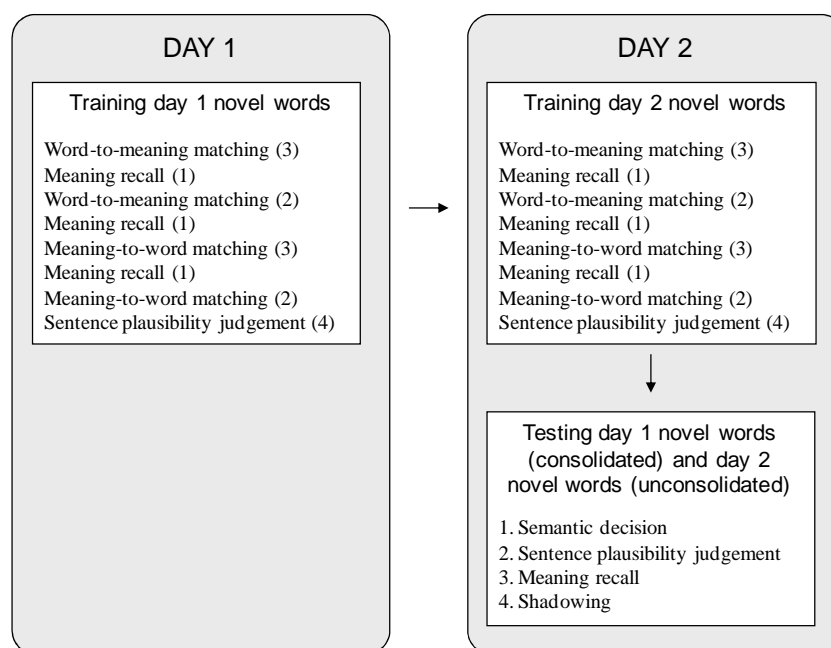 DAY 1
Training day 1 novel words
Word-to-meaning matching (3)
Meaning recall (1)
Word-to-meaning matching (2)
Meaning recall (1)
Meaning-to-word matching (3)
Meaning recall (1)
Meaning-to-word matching (2)
Sentence plausibility judgement (4)
DAY 2
Training day 2 novel words
Word-to-meaning matching (3)
Meaning recall (1)
Word-to-meaning matching (2)
Meaning recall (1)
Meaning-to-word matching (3)
Meaning recall (1)
Meaning-to-word matching (2)
Sentence plausibility judgement (4)
Testing day 1 novel words
(consolidated) and day 2
novel words (unconsolidated)
1. Semantic decision
2. Sentence plausibility judgement
3. Meaning recall
4. Shadowing